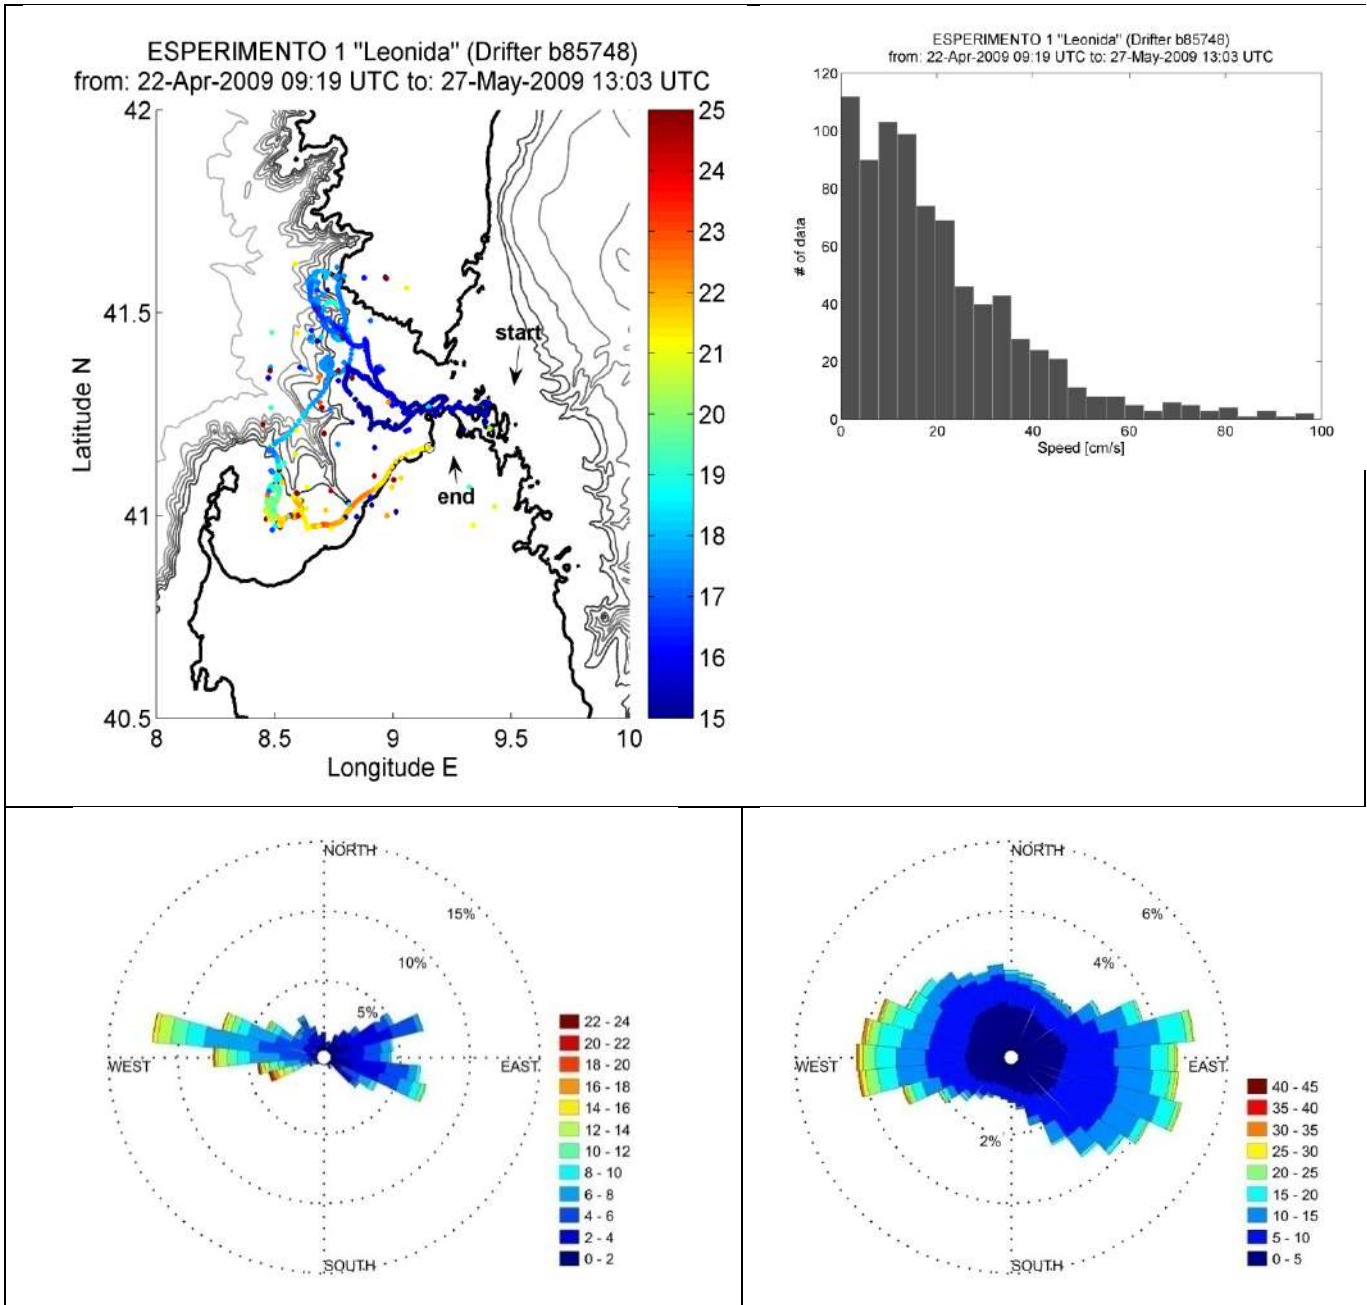 ESPERIMENTO 1 "Leonida" (Drifter b85748)
from: 22-Apr-2009 09:19 UTC to: 27-May-2009 13:03 UTC
42
41.5
41
40.5
Latitude N
8
8.5
9
9.5
10
Longitude E
start
end
25
24
23
22
21
20
19
18
17
16
15
ESPERIMENTO 1 "Leonida" (Drifter b85748)
from: 22-Apr-2009 09:19 UTC to: 27-May-2009 13:03 UTC
120
100
80
60
40
20
0
# of data
0
20
40
60
80
100
Speed [cm/s]
NORTH
15%
10%
5%
WEST
EAST
SOUTH
22 - 24
20 - 22
18 - 20
16 - 18
14 - 16
12 - 14
10 - 12
8 - 10
6 - 8
4 - 6
2 - 4
0 - 2
NORTH
6%
4%
2%
WEST
EAST
SOUTH
40 - 45
35 - 40
30 - 35
25 - 30
20 - 25
15 - 20
10 - 15
5 - 10
0 - 5